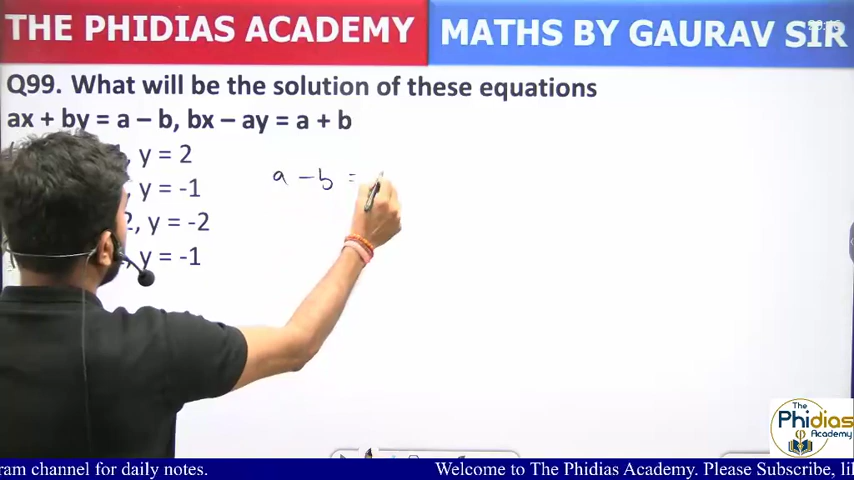 THE PHIDIAS ACADEMY
MATHS BY GAURAV SIR
Q99. What will be the solution of these equations
ax + by = a – b, bx – ay = a + b
, y = 2
, y = -1
, y = -2
, y = -1
a - b =
The
Phidias
Academy
ram channel for daily notes.
Welcome to The Phidias Academy. Please Subscribe, li